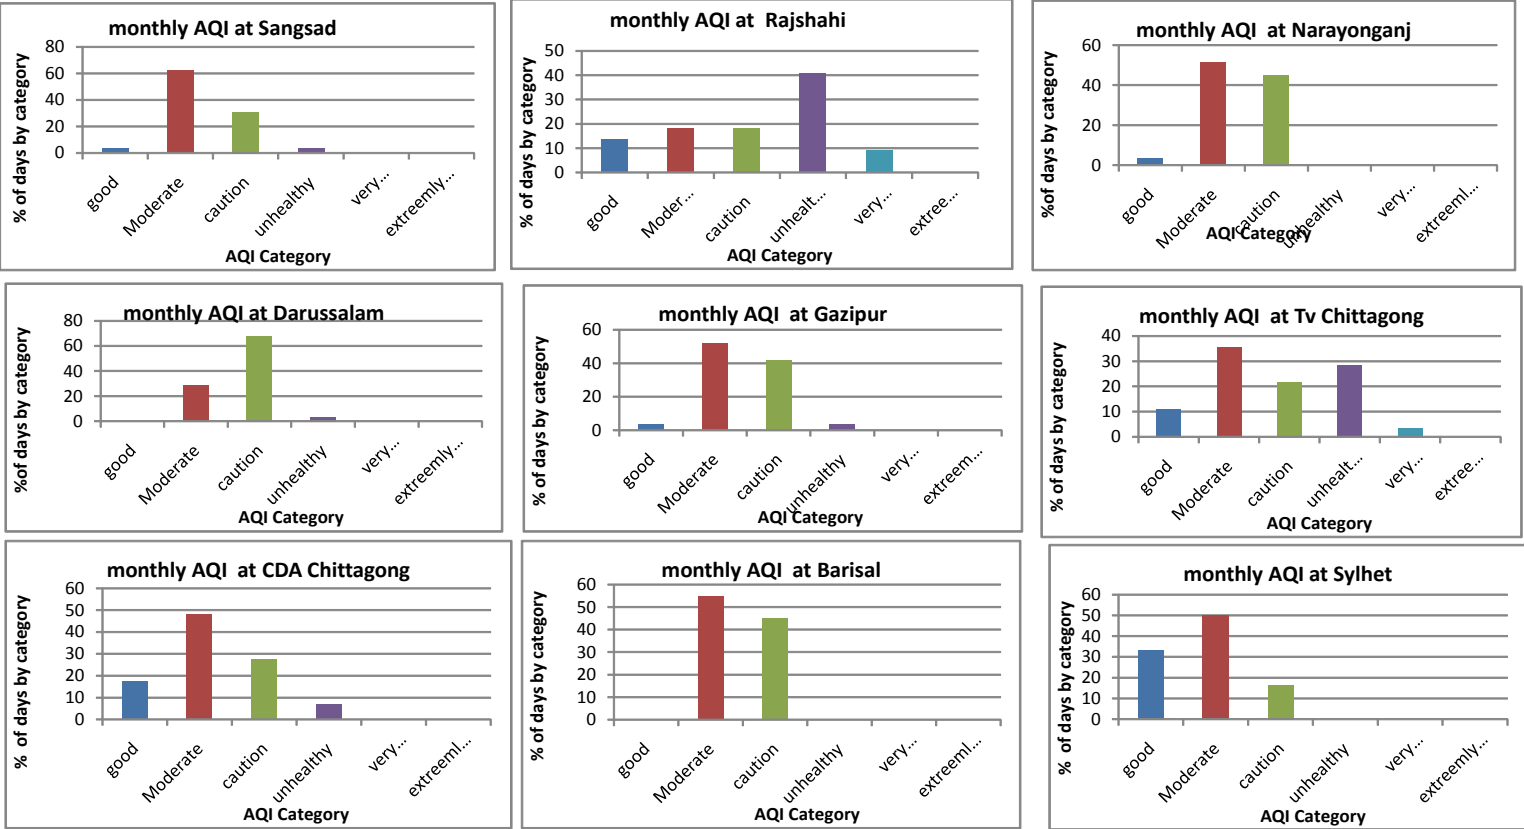 monthly AQI at Sangsad
% of days by category
80
60
40
20
0
good
Moderate
caution
unhealthy
very...
extreemly...
AQI Category
monthly AQI at Rajshahi
% of days by category
50
40
30
20
10
0
good
Moder...
caution
unhealt...
very...
extree...
AQI Category
monthly AQI at Narayonganj
%of days by category
60
40
20
0
good
Moderate
caution
unhealthy
very...
extreeml...
AQI Category
monthly AQI at Darussalam
%of days by category
80
60
40
20
0
good
Moderate
caution
unhealthy
very...
extreemly...
AQI Category
monthly AQI at Gazipur
% of days by category
60
40
20
0
good
Moderate
caution
unhealthy
very...
extreem...
AQI Category
monthly AQI at Tv Chittagong
% of days by category
40
30
20
10
0
good
Moderate
caution
unhealt...
very...
extree...
AQI Category
monthly AQI at CDA Chittagong
% of days by category
60
50
40
30
20
10
0
good
Moderate
caution
unhealthy
very...
extreeml...
AQI Category
monthly AQI at Barisal
% of days by category
60
50
40
30
20
10
0
good
Moderate
caution
unhealthy
very...
extreeml...
AQI Category
monthly AQI at Sylhet
% of days by category
60
50
40
30
20
10
0
good
Moderate
caution
unhealthy
very...
extreemly...
AQI Category